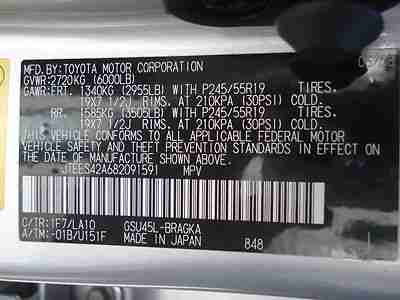 MFD.BY:TOYOTA MOTOR CORPORATION
GVWR:2720KG (6000LB)
GAWR:FRT. 1340KG (2955LB) WITH P245/55R19 TIRES.
19X7 1/2J RIMS. AT 210KPA (30PSI) COLD.
RR. 1585KG (3505LB) WITH P245/55R19 TIRES.
19X7 1/2J RIMS. AT 210KPA (30PSI) COLD.
THIS VEHICLE CONFORMS TO ALL APPLICABLE FEDERAL MOTOR
VEHICLE SAFETY AND THEFT PREVENTION STANDARDS IN EFFECT
ON THE DATE OF MANUFACTURE SHOWN ABOVE.
JTEES42A682091591 MPV
C/TR:1F7/LA10 GSU45L-BRAGKA
A/TM:-01B/U151F MADE IN JAPAN 848